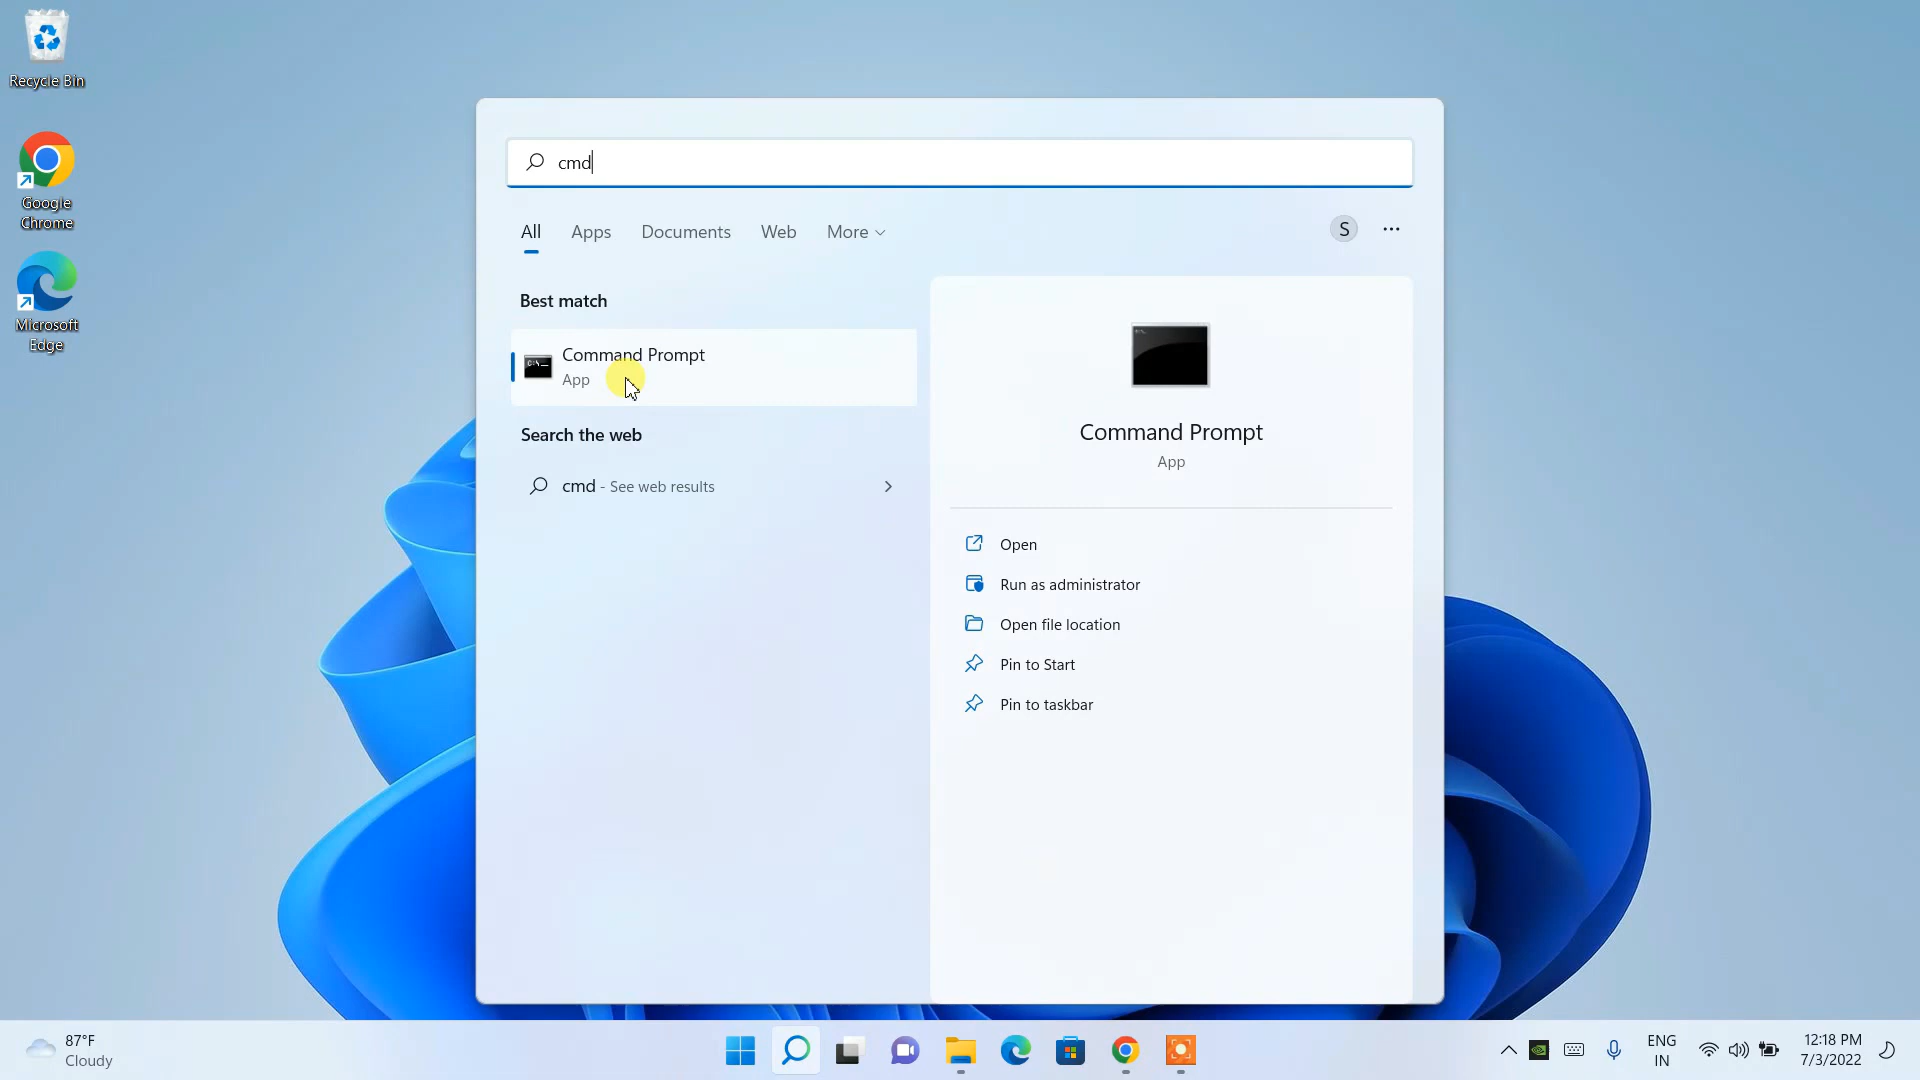 Recycle Bin
Google
Chrome
Microsoft
Edge
cmd
All Apps Documents Web More
S
Best match
Command Prompt
App
Search the web
cmd - See web results
Command Prompt
App
Open
Run as administrator
Open file location
Pin to Start
Pin to taskbar
87°F
Cloudy
ENG
IN
12:18 PM
7/3/2022